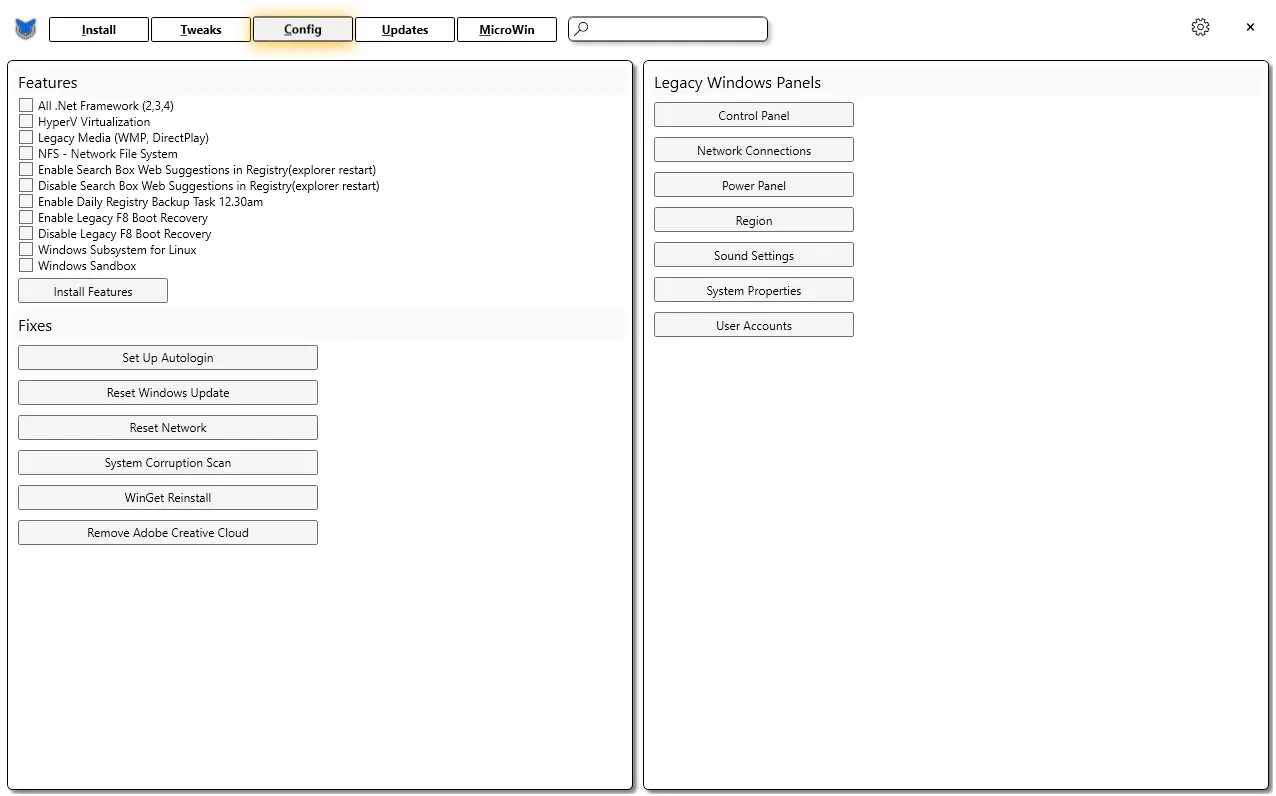 Install Tweaks Config Updates MicroWin
Features
All .Net Framework (2,3,4)
HyperV Virtualization
Legacy Media (WMP, DirectPlay)
NFS - Network File System
Enable Search Box Web Suggestions in Registry(explorer restart)
Disable Search Box Web Suggestions in Registry(explorer restart)
Enable Daily Registry Backup Task 12.30am
Enable Legacy F8 Boot Recovery
Disable Legacy F8 Boot Recovery
Windows Subsystem for Linux
Windows Sandbox
Install Features
Fixes
Set Up Autologin
Reset Windows Update
Reset Network
System Corruption Scan
WinGet Reinstall
Remove Adobe Creative Cloud
Legacy Windows Panels
Control Panel
Network Connections
Power Panel
Region
Sound Settings
System Properties
User Accounts